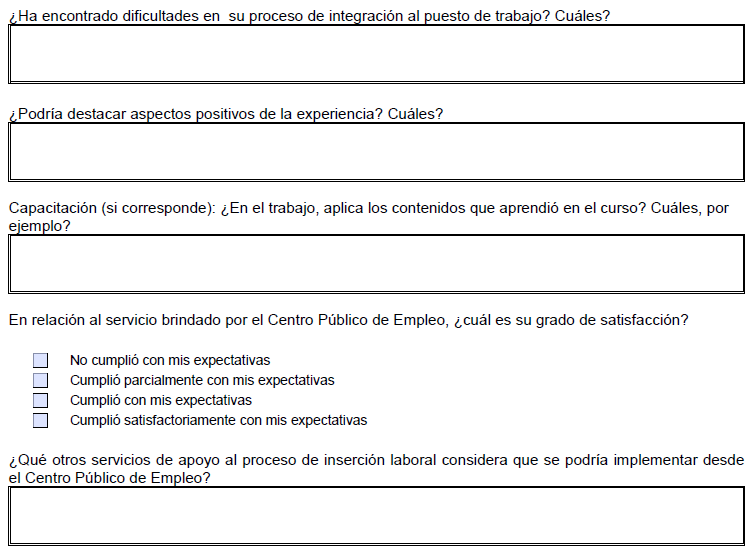 ¿Ha encontrado dificultades en  su proceso de integración al puesto de trabajo? Cuáles?
¿Podría destacar aspectos positivos de la experiencia? Cuáles?
Capacitación (si corresponde): ¿En el trabajo, aplica los contenidos que aprendió en el curso? Cuáles, por
ejemplo?
En relación al servicio brindado por el Centro Público de Empleo, ¿cuál es su grado de satisfacción?
No cumplió con mis expectativas
Cumplió parcialmente con mis expectativas
Cumplió con mis expectativas
Cumplió satisfactoriamente con mis expectativas
¿Qué otros servicios de apoyo al proceso de inserción laboral considera que se podría implementar desde
el Centro Público de Empleo?